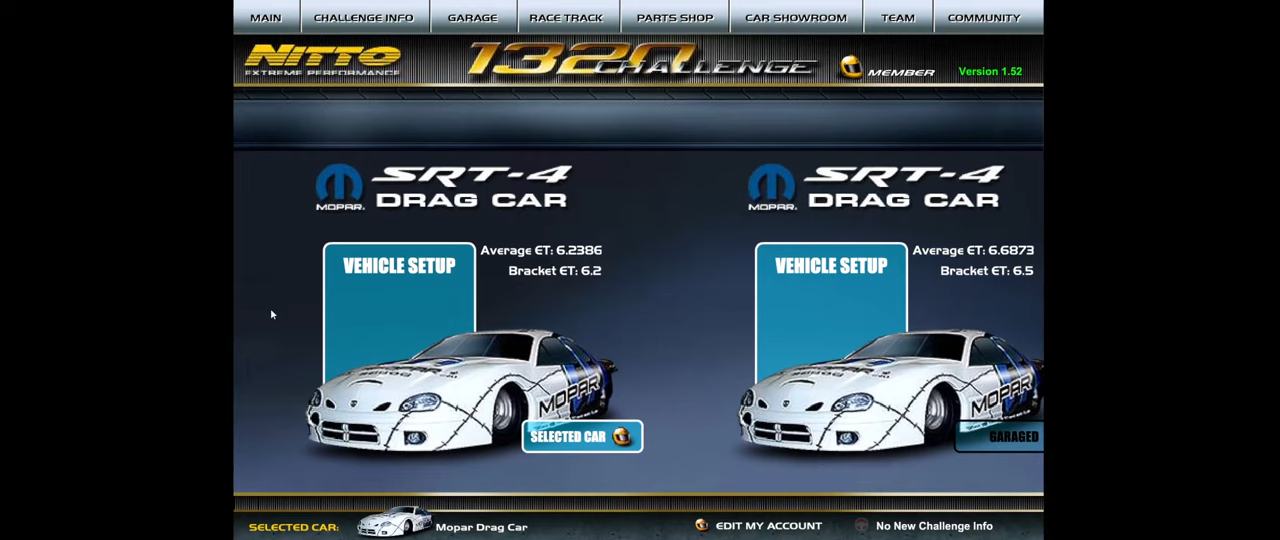 MAIN CHALLENGE INFO GARAGE RACE TRACK PARTS SHOP CAR SHOWROOM TEAM COMMUNITY
NITTO
EXTREME PERFORMANCE
1320 CHALLENGE
MEMBER
Version 1.52
MOPAR.
SRT-4
DRAG CAR
VEHICLE SETUP
Average ET: 6.2386
Bracket ET: 6.2
MOPAR
SELECTED CAR
MOPAR.
SRT-4
DRAG CAR
VEHICLE SETUP
Average ET: 6.6873
Bracket ET: 6.5
MOPAR
GARAGED
SELECTED CAR: Mopar Drag Car
EDIT MY ACCOUNT
No New Challenge Info